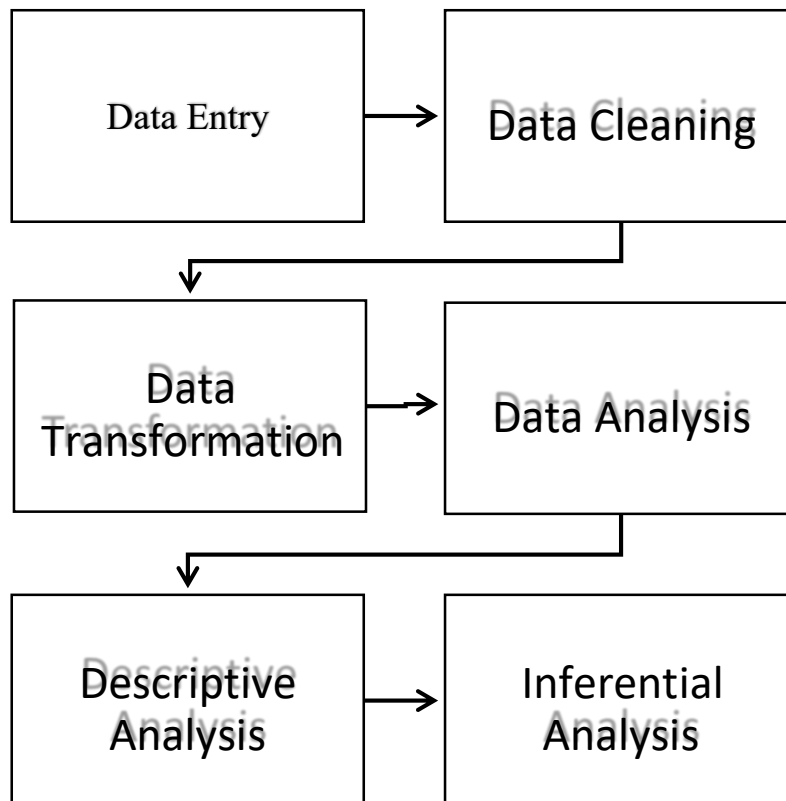 Data Entry
Data Cleaning
Data
Transformation
Data Analysis
Descriptive
Analysis
Inferential
Analysis